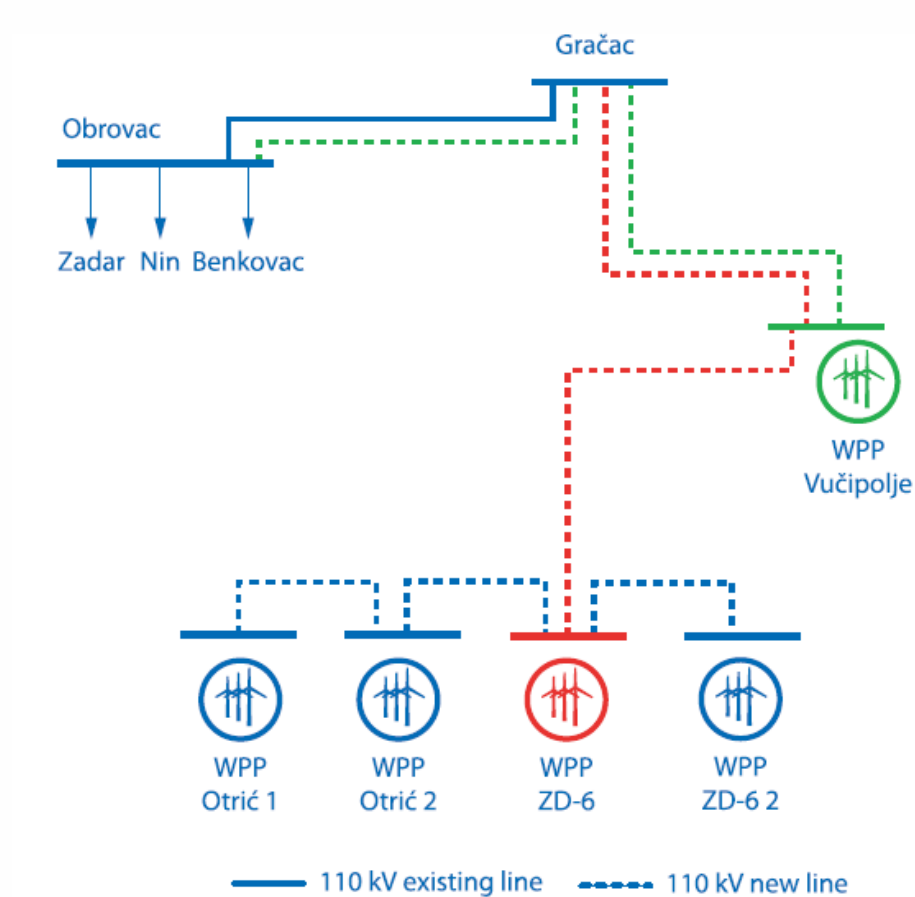 Gračac
Obrovac
Zadar Nin Benkovac
WPP
Vučipolje
WPP
Otrić 1
WPP
Otrić 2
WPP
ZD-6
WPP
ZD-6 2
110 kV existing line
110 kV new line